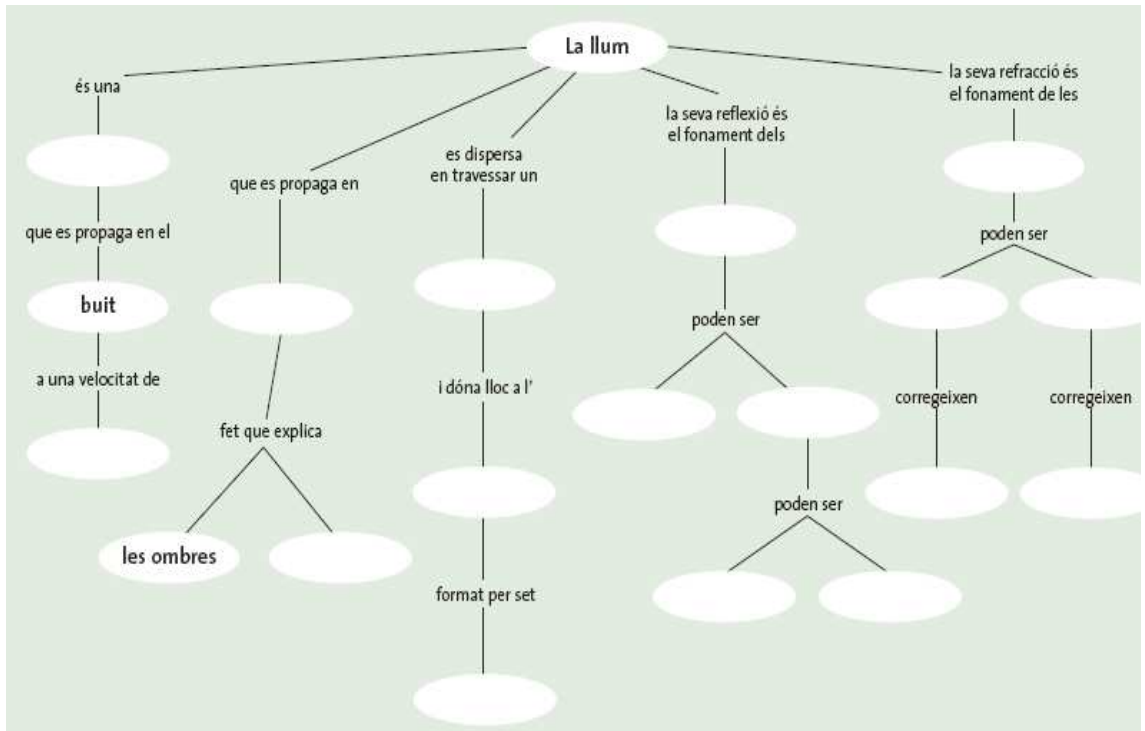 La llum
és una
que es propaga en el
buit
a una velocitat de
que es propaga en
fet que explica
les ombres
es dispersa
en travessar un
i dóna lloc a l'
format per set
la seva reflexió és
el fonament dels
poden ser
poden ser
la seva refracció és
el fonament de les
poden ser
corregeixen
corregeixen